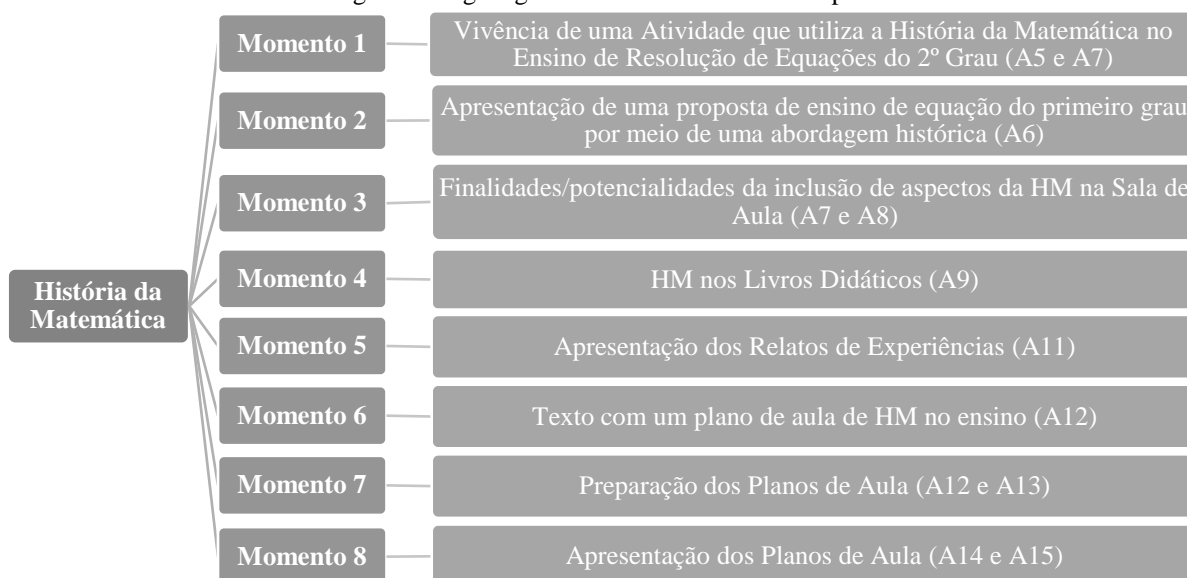 Momento 1
Vivência de uma Atividade que utiliza a História da Matemática no
Ensino de Resolução de Equações do 2º Grau (A5 e A7)
Momento 2
Apresentação de uma proposta de ensino de equação do primeiro grau
por meio de uma abordagem histórica (A6)
Momento 3
Finalidades/potencialidades da inclusão de aspectos da HM na Sala de
Aula (A7 e A8)
História da
Matemática
Momento 4
HM nos Livros Didáticos (A9)
Momento 5
Apresentação dos Relatos de Experiências (A11)
Momento 6
Texto com um plano de aula de HM no ensino (A12)
Momento 7
Preparação dos Planos de Aula (A12 e A13)
Momento 8
Apresentação dos Planos de Aula (A14 e A15)